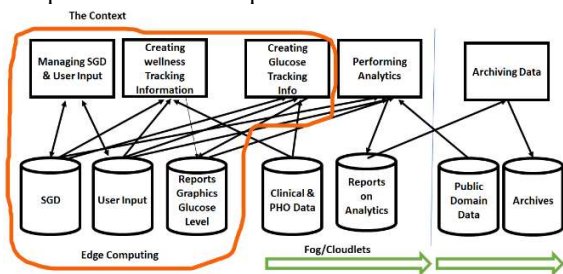 The Context
Managing SGD
& User Input
Creating
wellness
Tracking
Information
Creating
Glucose
Tracking
Info
Performing
Analytics
Archiving Data
SGD
User Input
Reports
Graphics
Glucose
Level
Clinical &
PHO Data
Reports
on
Analytics
Public
Domain
Data
Archives
Edge Computing
Fog/Cloudlets